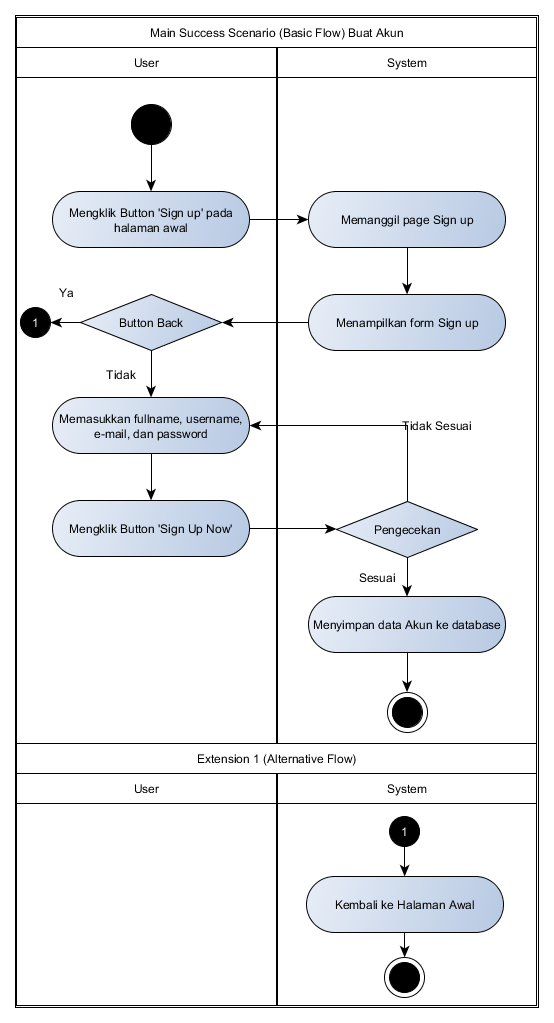 Main Success Scenario (Basic Flow) Buat Akun
User
System
Mengklik Button 'Sign up' pada
halaman awal
Memanggil page Sign up
Ya
1
Button Back
Menampilkan form Sign up
Tidak
Memasukkan fullname, username,
e-mail, dan password
Tidak Sesuai
Mengklik Button 'Sign Up Now'
Pengecekan
Sesuai
Menyimpan data Akun ke database
Extension 1 (Alternative Flow)
User
System
1
Kembali ke Halaman Awal